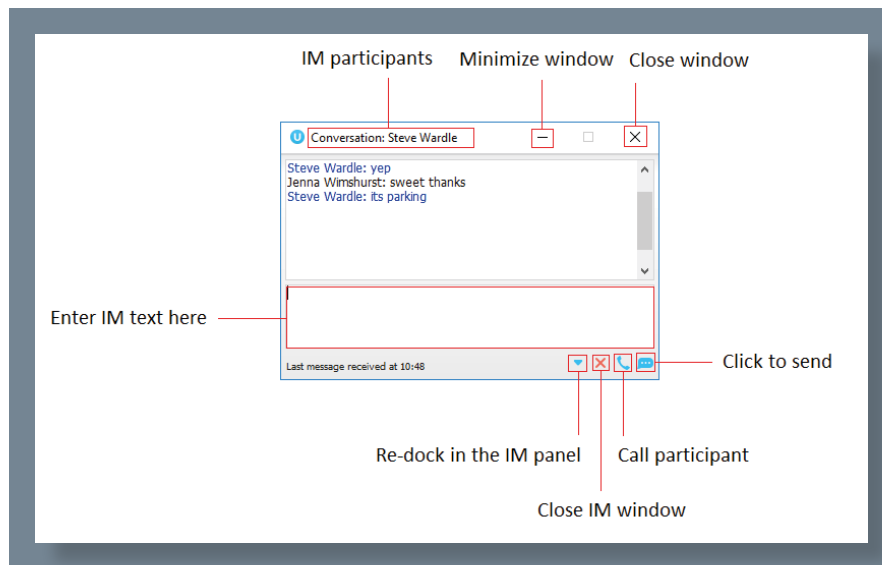 IM participants Minimize window Close window
U Conversation: Steve Wardle
Steve Wardle: yep
Jenna Wimshurst: sweet thanks
Steve Wardle: its parking
Enter IM text here
Last message received at 10:48
Click to send
Re-dock in the IM panel Call participant
Close IM window